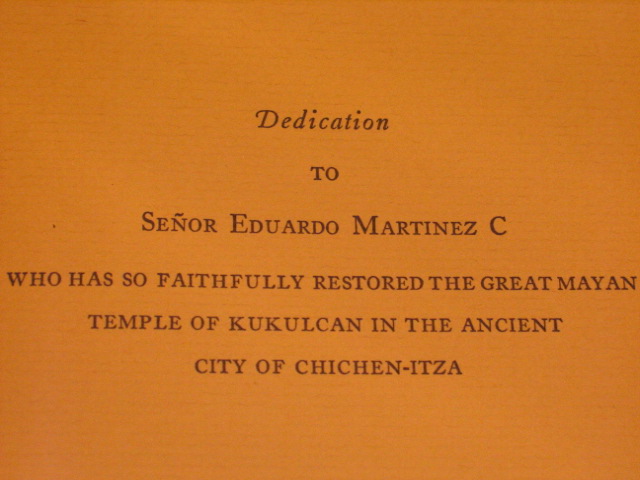 Dedication
TO
SEÑOR EDUARDO MARTINEZ C
WHO HAS SO FAITHFULLY RESTORED THE GREAT MAYAN
TEMPLE OF KUKULCAN IN THE ANCIENT
CITY OF CHICHEN-ITZA